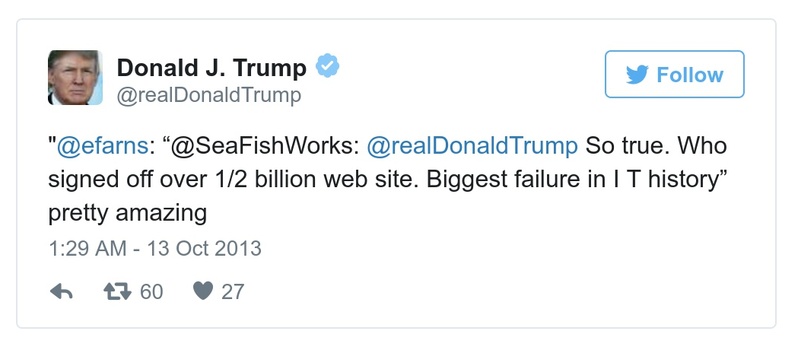 Donald J. Trump
@realDonaldTrump
Follow
"@efarns: “@SeaFishWorks: @realDonaldTrump So true. Who
signed off over 1/2 billion web site. Biggest failure in I T history”
pretty amazing
1:29 AM - 13 Oct 2013
60 27